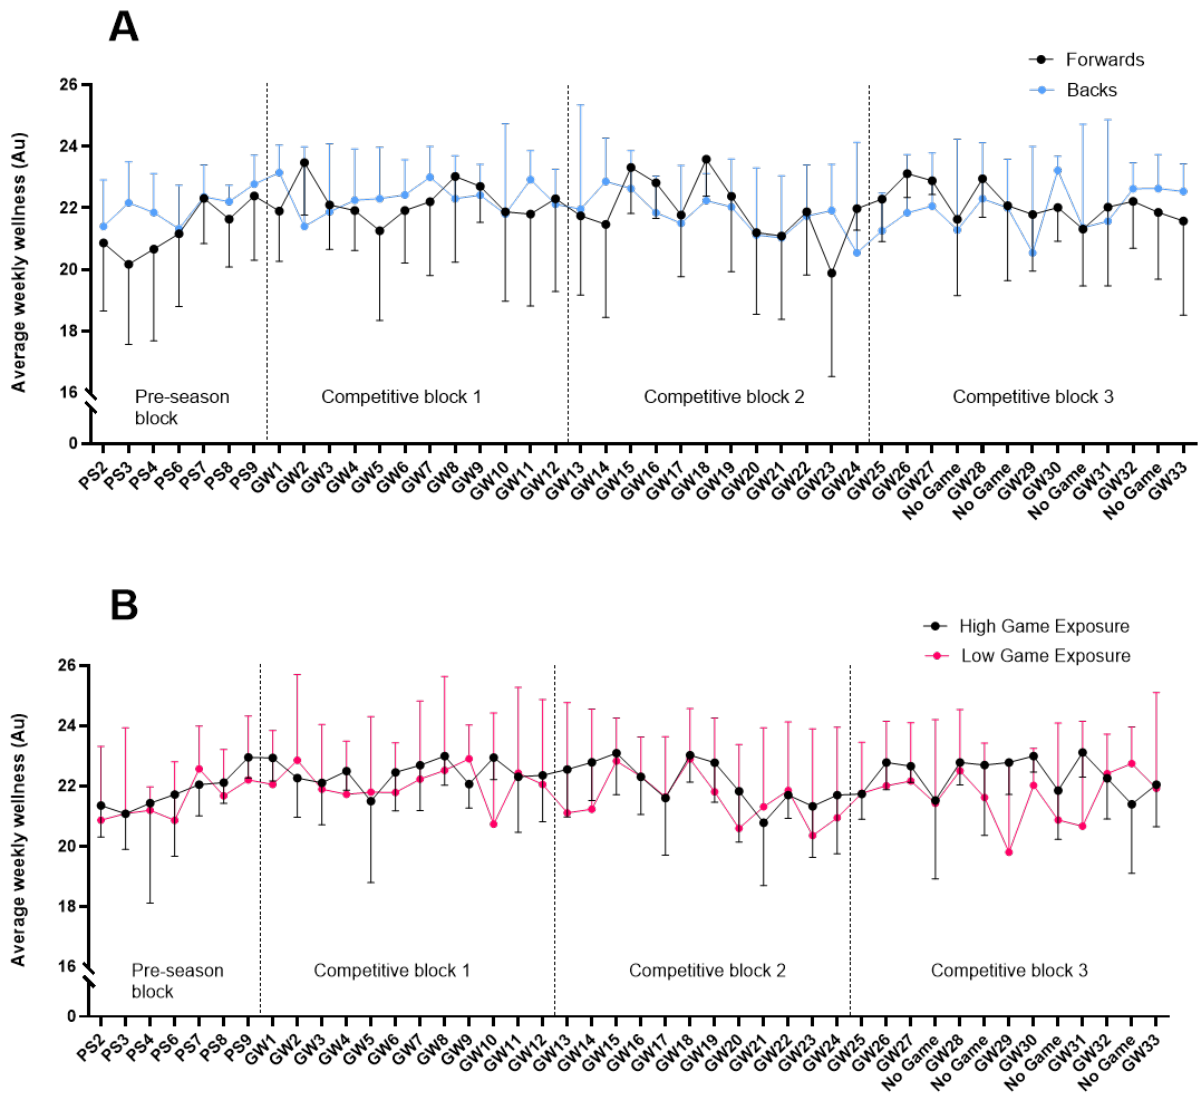 A
Forwards
Backs
Average weekly wellness (Au)
26
24
22
20
18
16
0
Pre-season
block
Competitive block 1
Competitive block 2
Competitive block 3
PS2 PS3 PS4 PS6 PS7 PS8 PS9 GW1 GW2 GW3 GW4 GW5 GW6 GW7 GW8 GW9 GW10 GW11 GW12 GW13 GW14 GW15 GW16 GW17 GW18 GW19 GW20 GW21 GW22 GW23 GW24 GW25 GW26 GW27 No Game GW28 No Game GW29 GW30 No Game GW31 GW32 No Game GW33
B
High Game Exposure
Low Game Exposure
Average weekly wellness (Au)
26
24
22
20
18
16
0
Pre-season
block
Competitive block 1
Competitive block 2
Competitive block 3
PS2 PS3 PS4 PS6 PS7 PS8 PS9 GW1 GW2 GW3 GW4 GW5 GW6 GW7 GW8 GW9 GW10 GW11 GW12 GW13 GW14 GW15 GW16 GW17 GW18 GW19 GW20 GW21 GW22 GW23 GW24 GW25 GW26 GW27 No Game GW28 No Game GW29 GW30 No Game GW31 GW32 No Game GW33